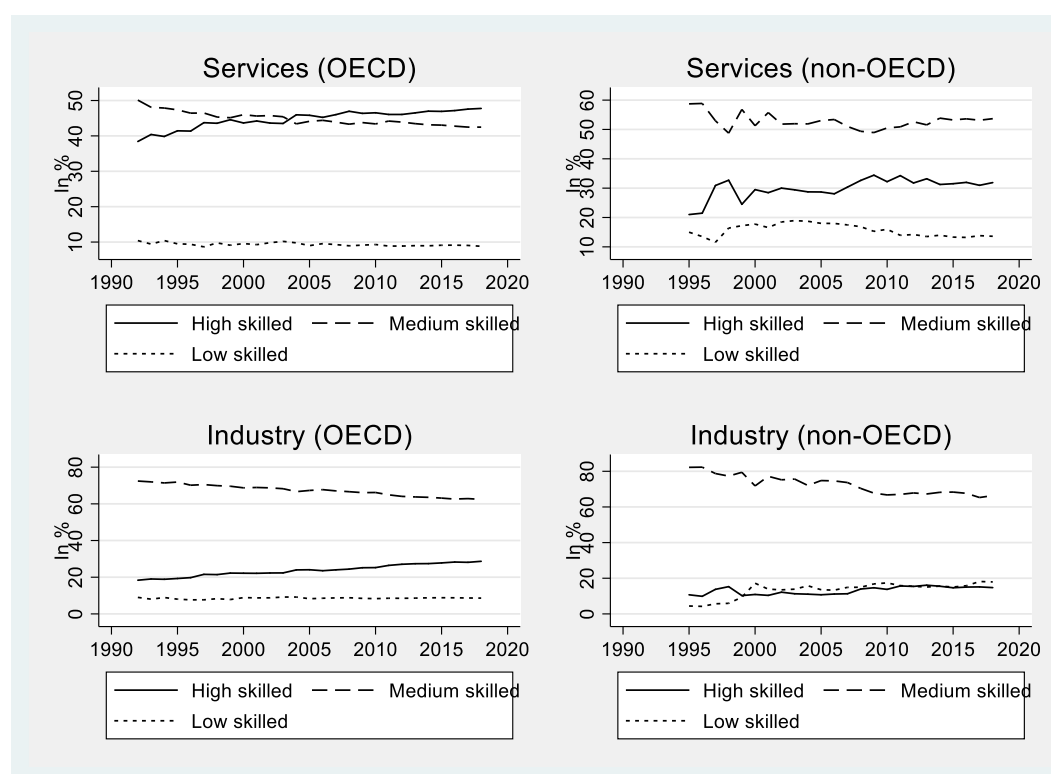 Services (OECD)
In %
50
40
30
20
10
1990 1995 2000 2005 2010 2015 2020
High skilled Medium skilled
Low skilled
Services (non-OECD)
In %
60
50
40
30
20
10
1990 1995 2000 2005 2010 2015 2020
High skilled Medium skilled
Low skilled
Industry (OECD)
In %
80
60
40
20
0
1990 1995 2000 2005 2010 2015 2020
High skilled Medium skilled
Low skilled
Industry (non-OECD)
In %
80
60
40
20
0
1990 1995 2000 2005 2010 2015 2020
High skilled Medium skilled
Low skilled